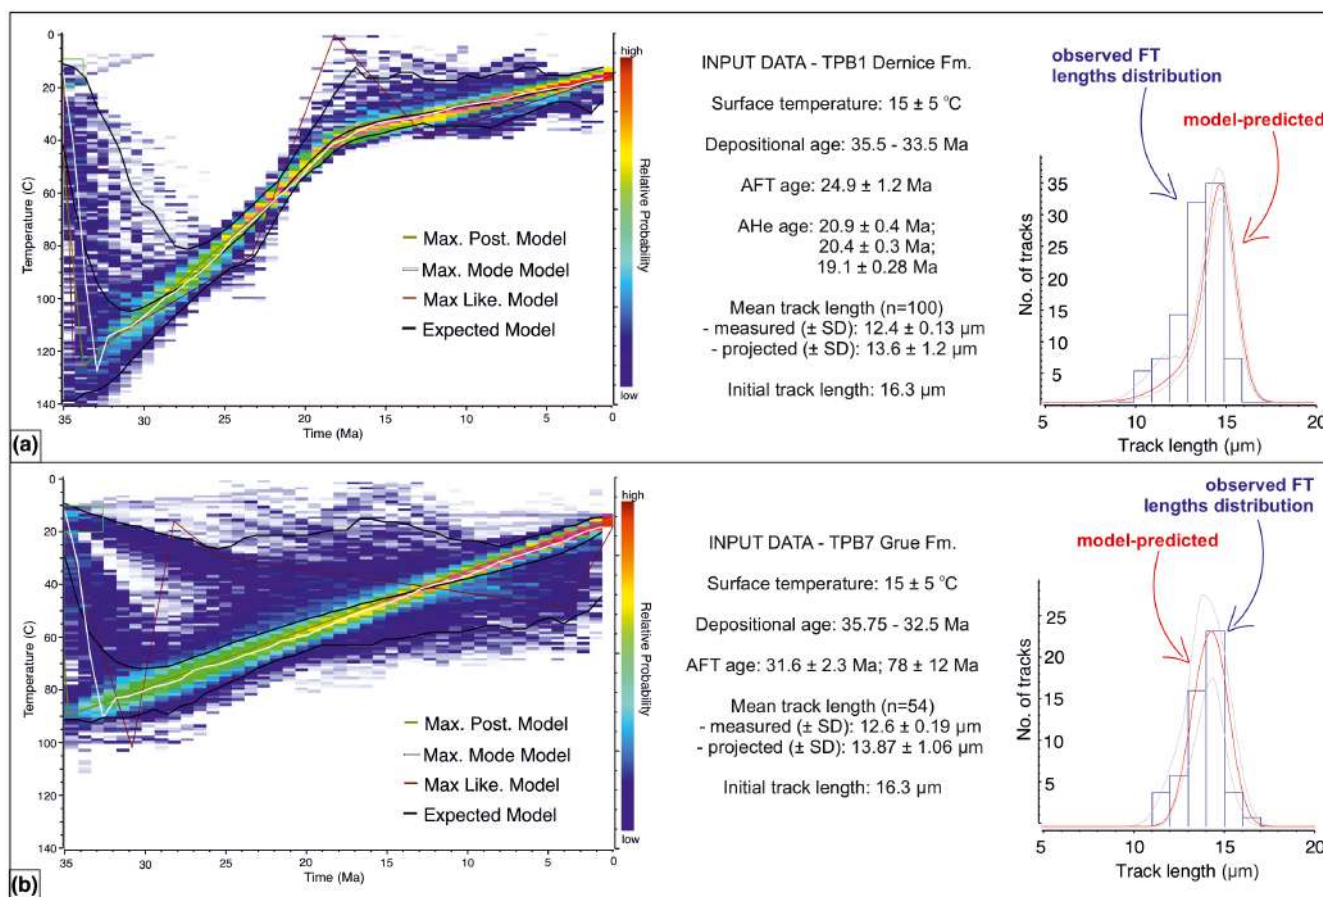 0
20
40
60
80
100
120
140
Temperature (C)
35
30
25
20
15
10
5
0
Time (Ma)
Max. Post. Model
Max. Mode Model
Max Like. Model
Expected Model
high
Relative Probability
low
(a)
INPUT DATA - TPB1 Dernice Fm.
Surface temperature: 15 ± 5 °C
Depositional age: 35.5 - 33.5 Ma
AFT age: 24.9 ± 1.2 Ma
AHe age: 20.9 ± 0.4 Ma;
20.4 ± 0.3 Ma;
19.1 ± 0.28 Ma
Mean track length (n=100)
- measured (± SD): 12.4 ± 0.13 µm
- projected (± SD): 13.6 ± 1.2 µm
Initial track length: 16.3 µm
observed FT
lengths distribution
model-predicted
No. of tracks
35
30
35
20
15
10
5
5
10
15
20
Track length (µm)
0
20
40
60
80
100
120
140
Temperature (C)
35
30
25
20
15
10
5
0
Time (Ma)
Max. Post. Model
Max. Mode Model
Max Like. Model
Expected Model
high
Relative Probability
low
(b)
INPUT DATA - TPB7 Grue Fm.
Surface temperature: 15 ± 5 °C
Depositional age: 35.75 - 32.5 Ma
AFT age: 31.6 ± 2.3 Ma; 78 ± 12 Ma
Mean track length (n=54)
- measured (± SD): 12.6 ± 0.19 µm
- projected (± SD): 13.87 ± 1.06 µm
Initial track length: 16.3 µm
observed FT
lengths distribution
model-predicted
No. of tracks
25
20
15
10
5
5
10
15
20
Track length (µm)